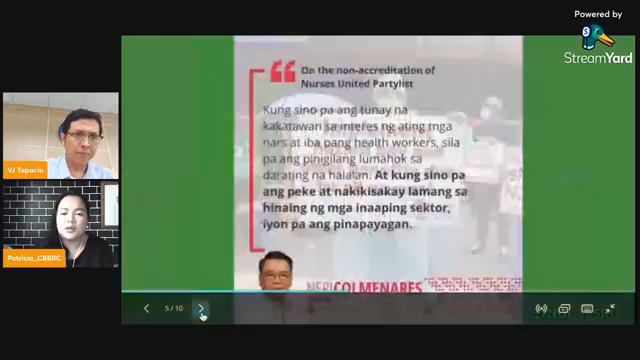 Powered by
StreamYard
On the non-accreditation of
Nurses United Partylist
Kung sino pa ang tunay na
kakatawan sa interes ng ating mga
nars at iba pang health workers, sila
pa ang pinigilang lumahok sa
darating na halalan. At kung sino pa
ang peke at nakikisakay lamang sa
hinaing ng mga inaaping sektor,
iyon pa ang pinapayagan.
NERI COLMENARES
VJ Topacio
Patricia_CBBRC
5 / 10